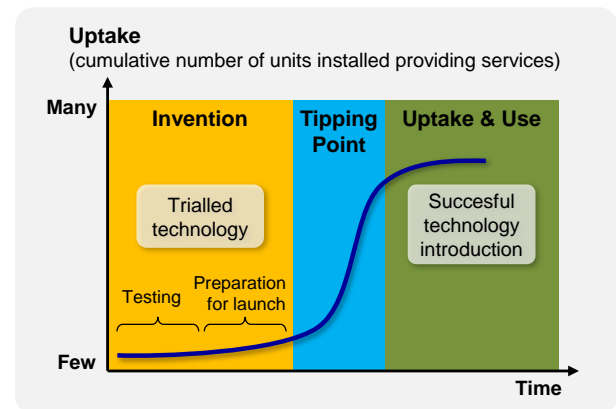 Uptake
(cumulative number of units installed providing services)
Many
Invention
Tipping
Point
Uptake & Use
Trialled
technology
Succesful
technology
introduction
Testing
Preparation
for launch
Few
Time